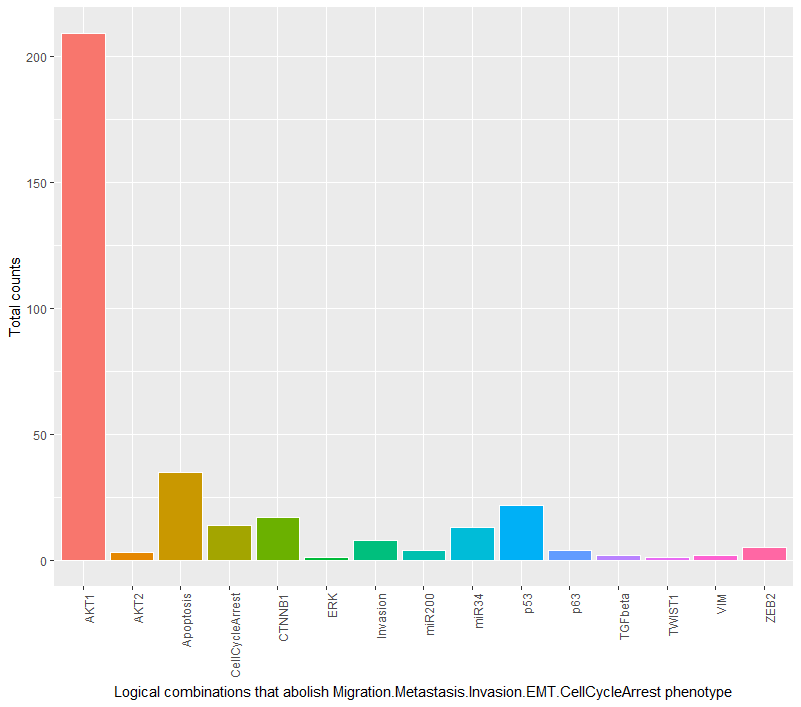 Total counts
200
150
100
50
0
AKT1
AKT2
Apoptosis
CellCycleArrest
CTNNB1
ERK
Invasion
miR200
miR34
p53
p63
TGFbeta
TWIST1
VIM
ZEB2
Logical combinations that abolish Migration.Metastasis.Invasion.EMT.CellCycleArrest phenotype